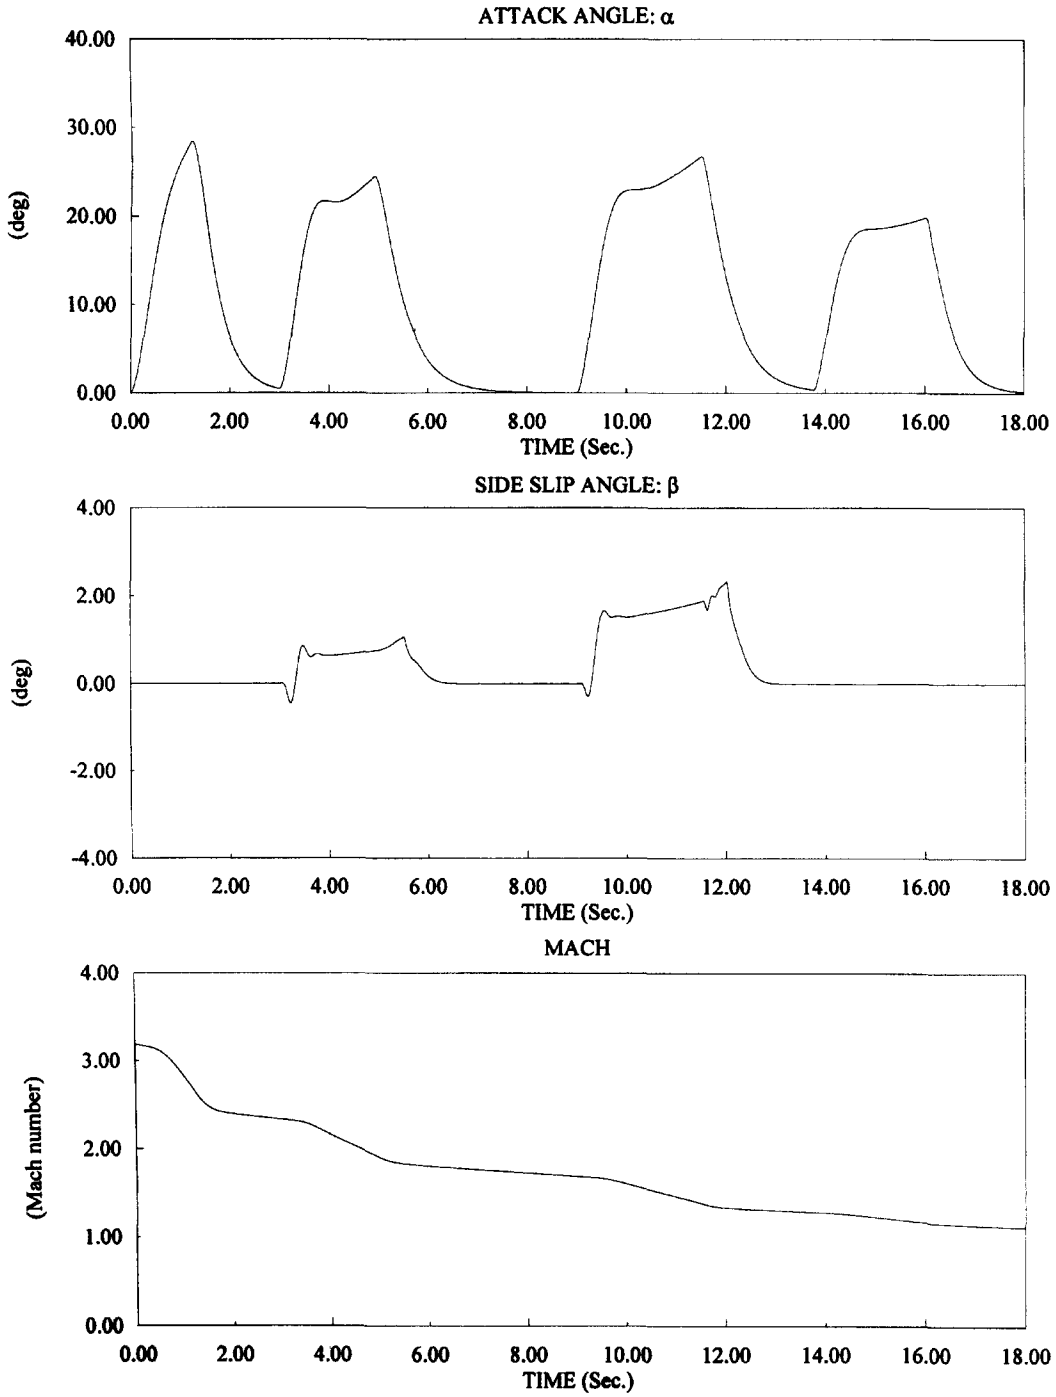 ATTACK ANGLE: α
40.00
30.00
20.00
10.00
0.00
(deg)
0.00 2.00 4.00 6.00 8.00 10.00 12.00 14.00 16.00 18.00
TIME (Sec.)
SIDE SLIP ANGLE: β
4.00
2.00
0.00
-2.00
-4.00
(deg)
0.00 2.00 4.00 6.00 8.00 10.00 12.00 14.00 16.00 18.00
TIME (Sec.)
MACH
4.00
3.00
2.00
1.00
0.00
(Mach number)
0.00 2.00 4.00 6.00 8.00 10.00 12.00 14.00 16.00 18.00
TIME (Sec.)